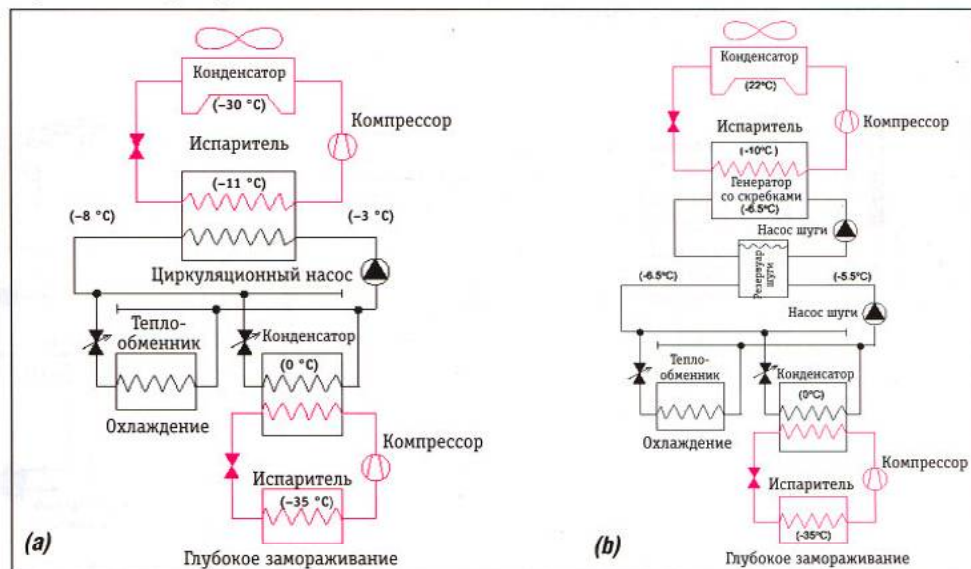 Конденсатор
(−30 °C)
Компрессор
Испаритель
(−11 °C)
(−8 °C)
(−3 °C)
Циркуляционный насос
Тепло-
обменник
Конденсатор
(0 °C)
Охлаждение
Компрессор
Испаритель
(−35 °C)
(a)
Глубокое замораживание
Конденсатор
(22°C)
Компрессор
Испаритель
(-10°C)
Генератор
со скребками
(-6.5°C)
Насос шуги
Резервуар
шуги
(-6.5°C)
(-5.5°C)
Насос шуги
Тепло-
обменник
Конденсатор
(0°C)
Охлаждение
Компрессор
Испаритель
(-35°C)
(b)
Глубокое замораживание